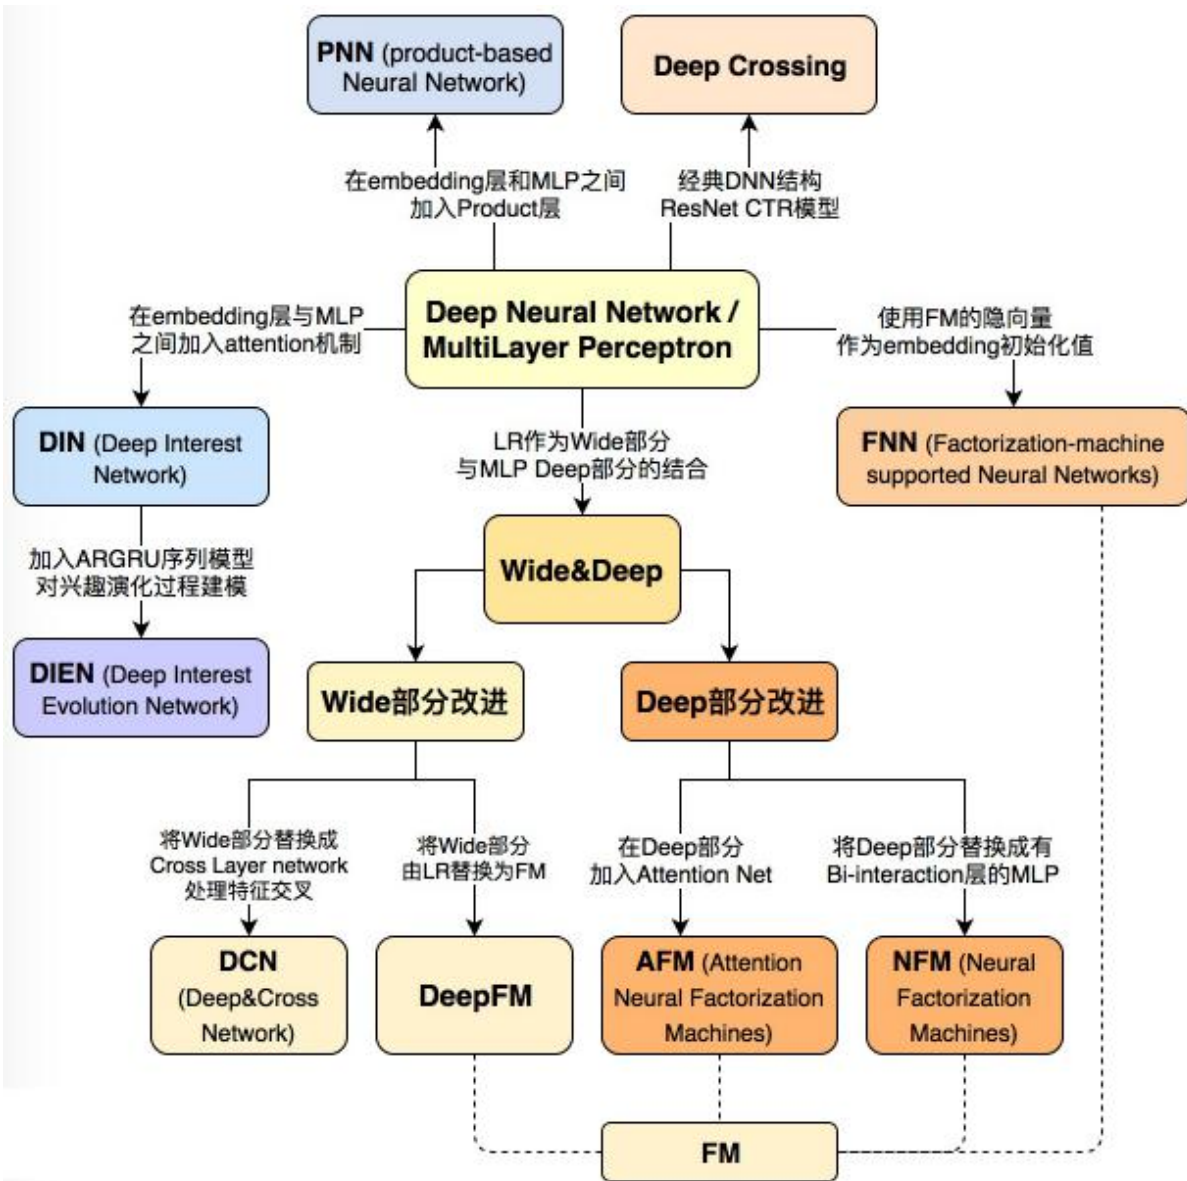 PNN (product-based
Neural Network)
Deep Crossing
在embedding层和MLP之间
加入Product层
经典DNN结构
ResNet CTR模型
Deep Neural Network /
MultiLayer Perceptron
在embedding层与MLP
之间加入attention机制
使用FM的隐向量
作为embedding初始化值
DIN (Deep Interest
Network)
LR作为Wide部分
与MLP Deep部分的结合
FNN (Factorization-machine
supported Neural Networks)
加入ARGRU序列模型
对兴趣演化过程建模
Wide&Deep
DIEN (Deep Interest
Evolution Network)
Wide部分改进
Deep部分改进
将Wide部分替换成
Cross Layer network
处理特征交叉
将Wide部分
由LR替换为FM
在Deep部分
加入Attention Net
将Deep部分替换成有
Bi-interaction层的MLP
DCN
(Deep&Cross
Network)
DeepFM
AFM (Attention
Neural Factorization
Machines)
NFM (Neural
Factorization
Machines)
FM